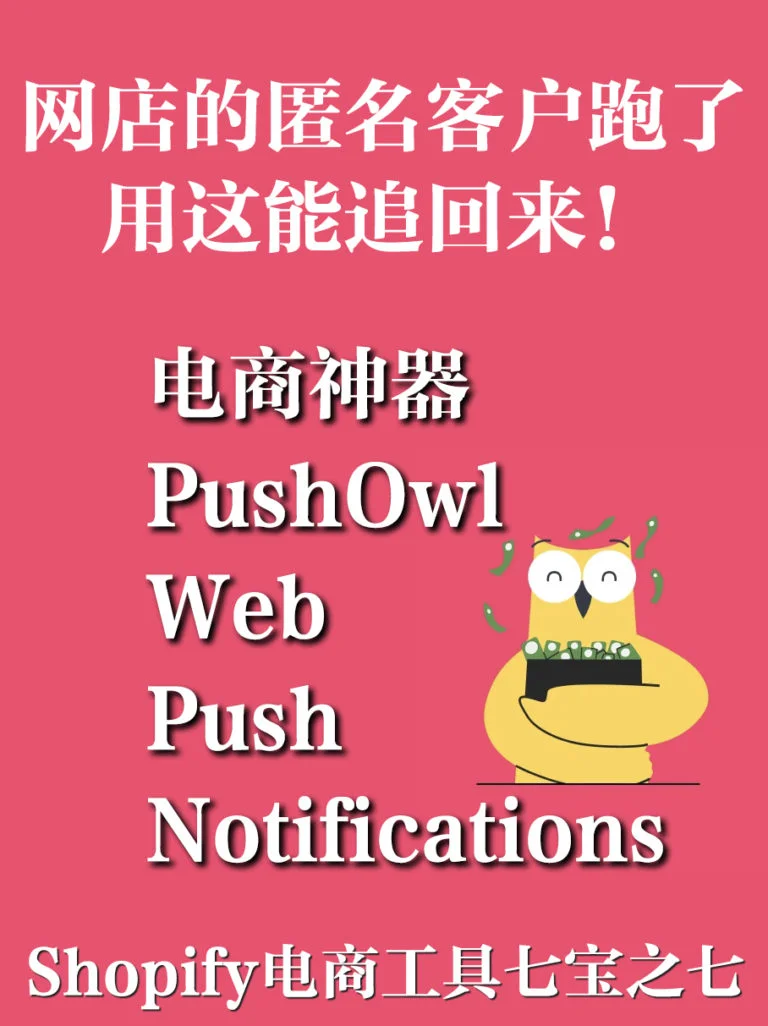 网店的匿名客户跑了
用这能追回来！
电商神器
PushOwl
Web
Push
Notifications
Shopify电商工具七宝之七